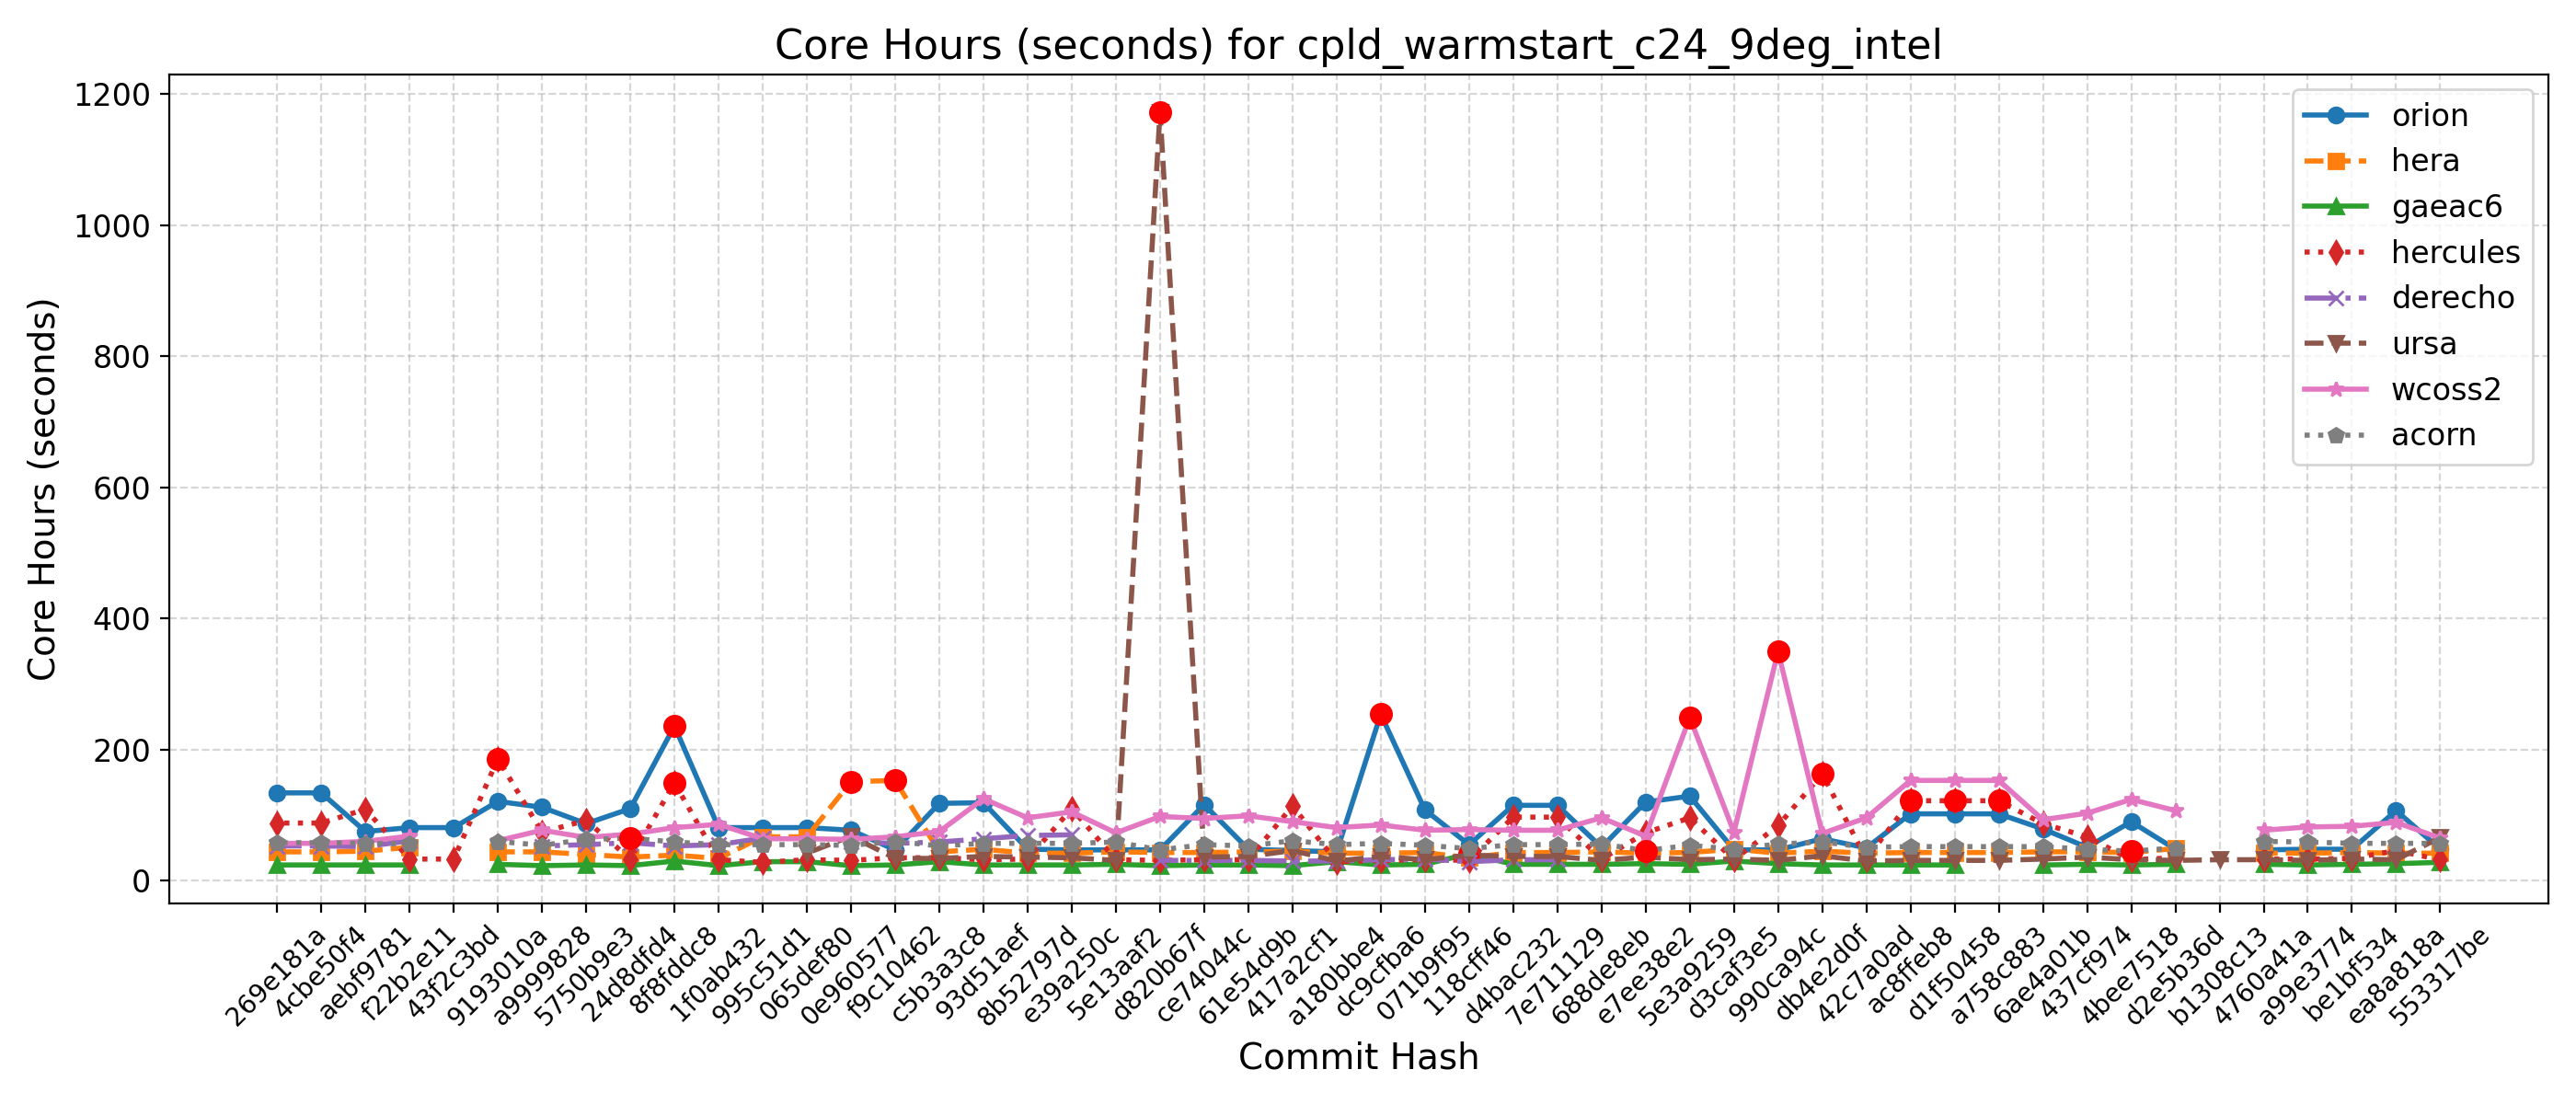 Core Hours (seconds) for cpld_warmstart_c24_9deg_intel
Core Hours (seconds)
1200
1000
800
600
400
200
0
orion
hera
gaeac6
hercules
derecho
ursa
wcoss2
acorn
269e181a
4cbe50f4
aebf9781
f22b2e11
43f2c3bd
9193010a
a9999828
5750b9e3
24d8dfd4
8f8fddc8
1f0ab432
995c51d1
065def80
0e960577
f9c10462
c5b3a3c8
93d51aef
8b52797d
e39a250c
5e13aaf2
d820b67f
ce74044c
61e54d9b
417a2cf1
a180bbe4
dc9cfba6
071b9f95
118cff46
d4bac232
7e711129
688de8eb
e7ee38e2
5e3a9259
d3caf3e5
990ca94c
db4e2d0f
42c7a0ad
ac8ffeb8
d1f50458
a758c883
6ae4a01b
437cf974
4bee7518
d2e5b36d
b1308c13
4760a41a
a99e3774
be1bf534
ea8a818a
553317be
Commit Hash